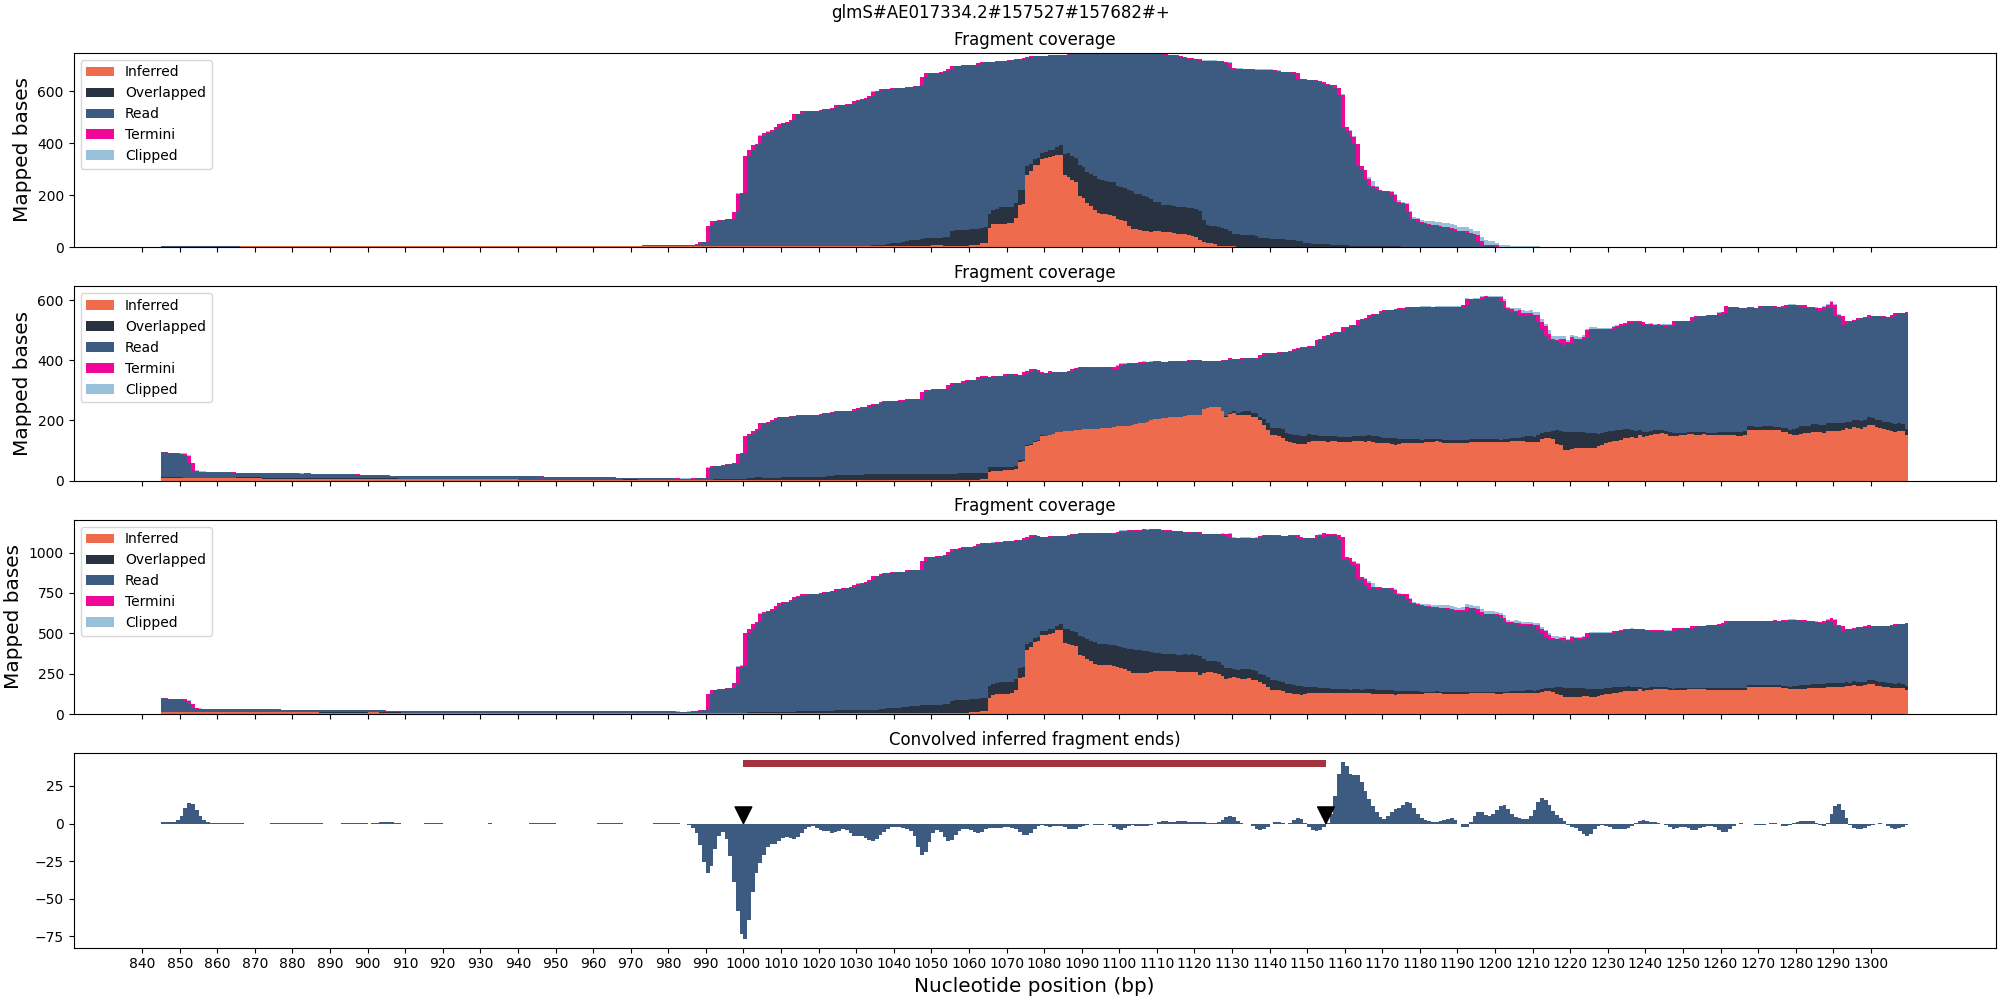 glmS#AE017334.2#157527#157682#+
Fragment coverage
Mapped bases
600
400
200
0
Inferred
Overlapped
Read
Termini
Clipped
Fragment coverage
Mapped bases
600
400
200
0
Inferred
Overlapped
Read
Termini
Clipped
Fragment coverage
Mapped bases
1000
750
500
250
0
Inferred
Overlapped
Read
Termini
Clipped
Convolved inferred fragment ends)
25
0
−25
−50
−75
840 850 860 870 880 890 900 910 920 930 940 950 960 970 980 990 1000 1010 1020 1030 1040 1050 1060 1070 1080 1090 1100 1110 1120 1130 1140 1150 1160 1170 1180 1190 1200 1210 1220 1230 1240 1250 1260 1270 1280 1290 1300
Nucleotide position (bp)